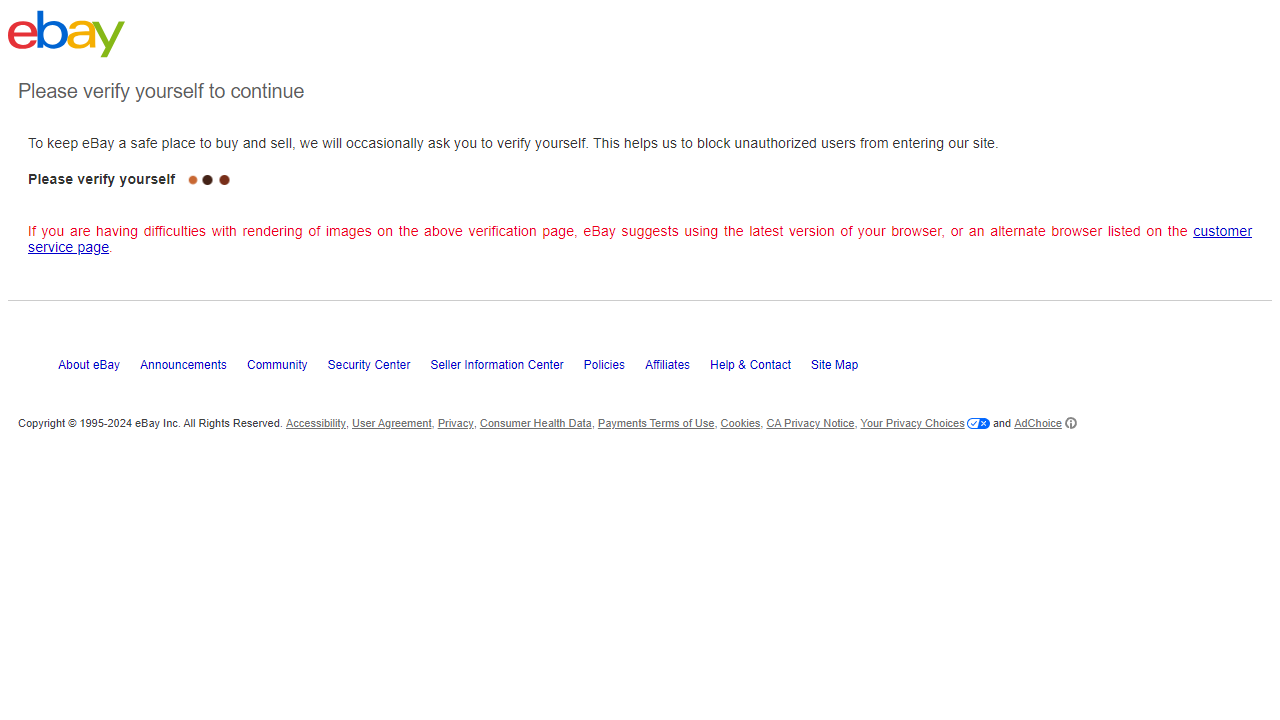 ebay
Please verify yourself to continue
To keep eBay a safe place to buy and sell, we will occasionally ask you to verify yourself. This helps us to block unauthorized users from entering our site.
Please verify yourself
If you are having difficulties with rendering of images on the above verification page, eBay suggests using the latest version of your browser, or an alternate browser listed on the customer
service page.
About eBay Announcements Community Security Center Seller Information Center Policies Affiliates Help & Contact Site Map
Copyright © 1995-2024 eBay Inc. All Rights Reserved. Accessibility, User Agreement, Privacy, Consumer Health Data, Payments Terms of Use, Cookies, CA Privacy Notice, Your Privacy Choices and AdChoice